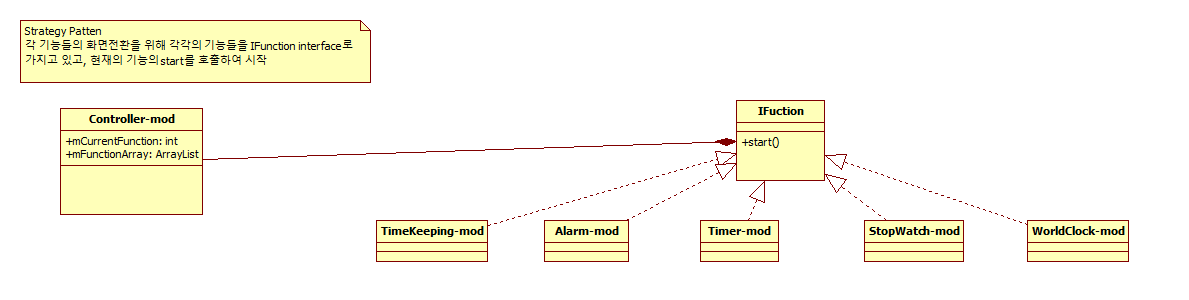 Strategy Patten
각 기능들의 화면전환을 위해 각각의 기능들을 IFunction interface로
가지고 있고, 현재의 기능의 start를 호출하여 시작
Controller-mod
+mCurrentFunction: int
+mFunctionArray: ArrayList
IFuction
+start()
TimeKeeping-mod
Alarm-mod
Timer-mod
StopWatch-mod
WorldClock-mod